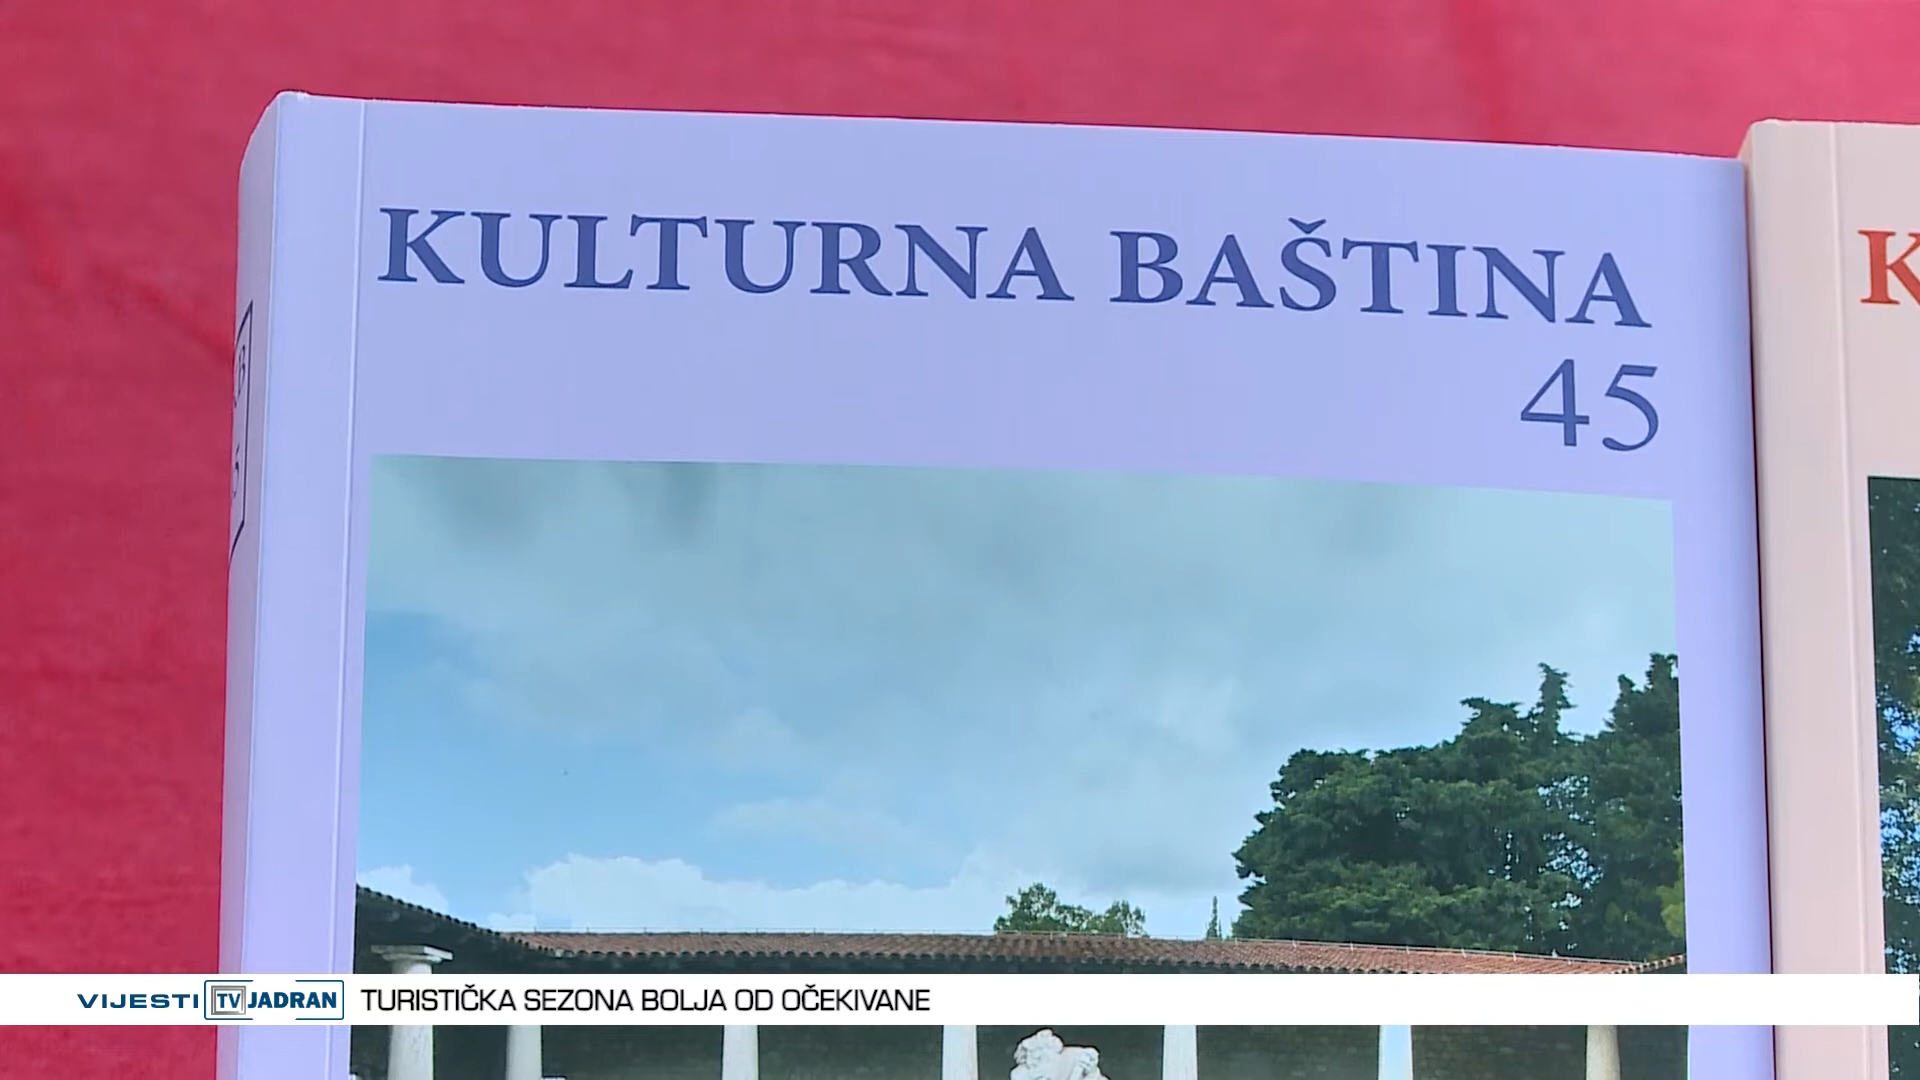 KULTURNA BAŠTINA
45
K
VIJESTI TV JADRAN TURISTIČKA SEZONA BOLJA OD OČEKIVANE